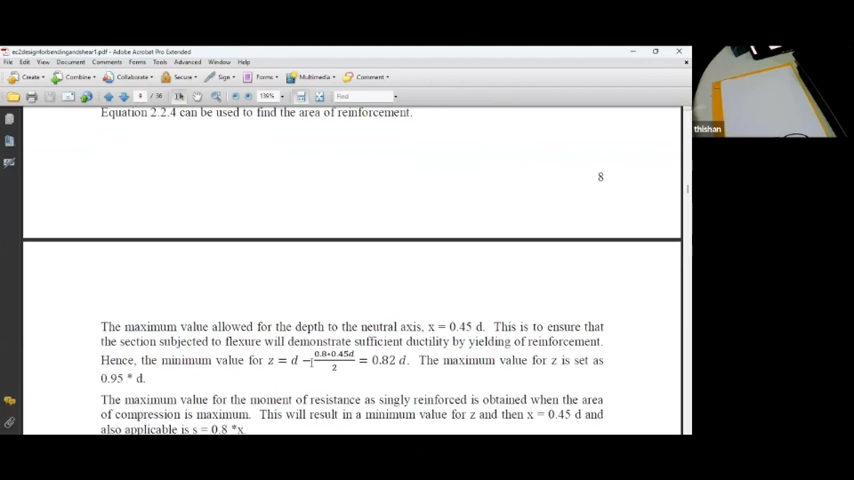 ec2designforbendingandshear1.pdf - Adobe Acrobat Pro Extended
File Edit View Document Comments Forms Tools Advanced Window Help
Create Combine Collaborate Secure Sign Forms Multimedia Comment
9 / 36 139% Find
Equation 2.2.4 can be used to find the area of reinforcement.
8
thishan
The maximum value allowed for the depth to the neutral axis, x = 0.45 d. This is to ensure that
the section subjected to flexure will demonstrate sufficient ductility by yielding of reinforcement.
Hence, the minimum value for z = d − 0.8*0.45d / 2 = 0.82 d. The maximum value for z is set as
0.95 * d.
The maximum value for the moment of resistance as singly reinforced is obtained when the area
of compression is maximum. This will result in a minimum value for z and then x = 0.45 d and
also applicable is s = 0.8 *x.